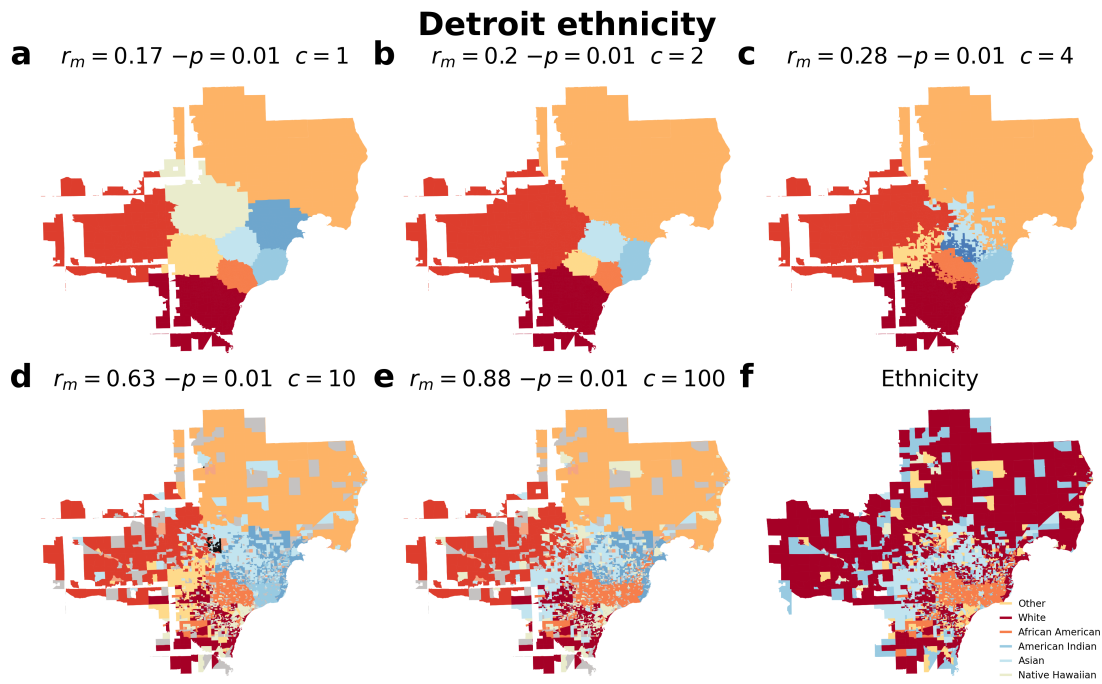 Detroit ethnicity
a r_m = 0.17 −p = 0.01 c = 1
b r_m = 0.2 −p = 0.01 c = 2
c r_m = 0.28 −p = 0.01 c = 4
d r_m = 0.63 −p = 0.01 c = 10
e r_m = 0.88 −p = 0.01 c = 100
f Ethnicity
Other
White
African American
American Indian
Asian
Native Hawaiian